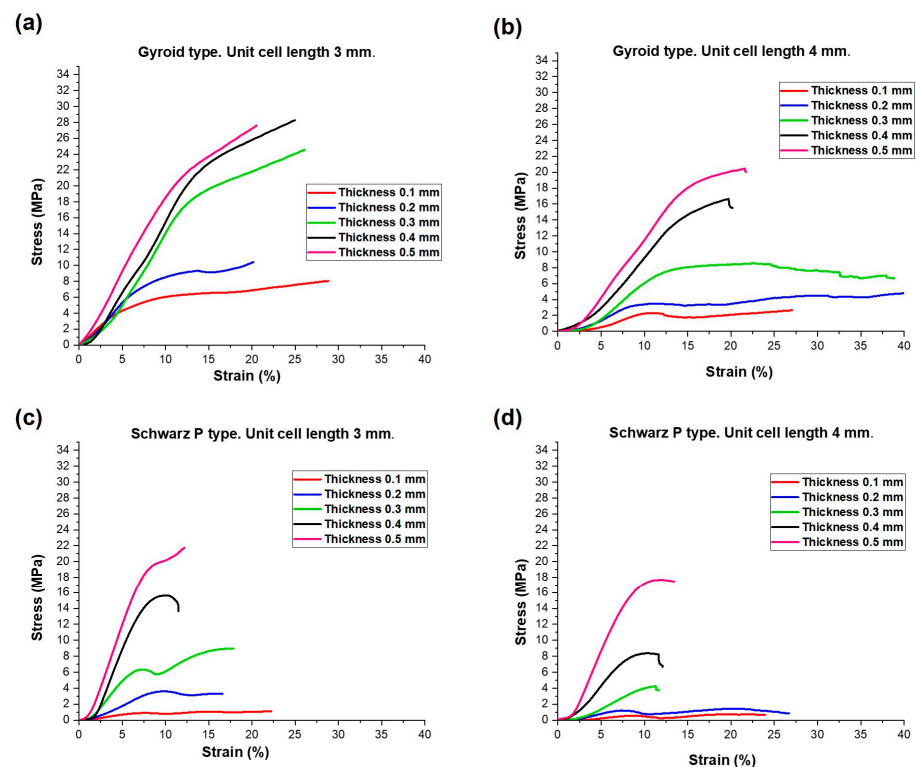 (a)
Gyroid type. Unit cell length 3 mm.
34
32
30
28
26
24
22
20
18
16
14
12
10
8
6
4
2
0
Stress (MPa)
Thickness 0.1 mm
Thickness 0.2 mm
Thickness 0.3 mm
Thickness 0.4 mm
Thickness 0.5 mm
0 5 10 15 20 25 30 35 40
Strain (%)
(b)
Gyroid type. Unit cell length 4 mm.
34
32
30
28
26
24
22
20
18
16
14
12
10
8
6
4
2
0
Stress (MPa)
Thickness 0.1 mm
Thickness 0.2 mm
Thickness 0.3 mm
Thickness 0.4 mm
Thickness 0.5 mm
0 5 10 15 20 25 30 35 40
Strain (%)
(c)
Schwarz P type. Unit cell length 3 mm.
34
32
30
28
26
24
22
20
18
16
14
12
10
8
6
4
2
0
Stress (MPa)
Thickness 0.1 mm
Thickness 0.2 mm
Thickness 0.3 mm
Thickness 0.4 mm
Thickness 0.5 mm
0 5 10 15 20 25 30 35 40
Strain (%)
(d)
Schwarz P type. Unit cell length 4 mm.
34
32
30
28
26
24
22
20
18
16
14
12
10
8
6
4
2
0
Stress (MPa)
Thickness 0.1 mm
Thickness 0.2 mm
Thickness 0.3 mm
Thickness 0.4 mm
Thickness 0.5 mm
0 5 10 15 20 25 30 35 40
Strain (%)